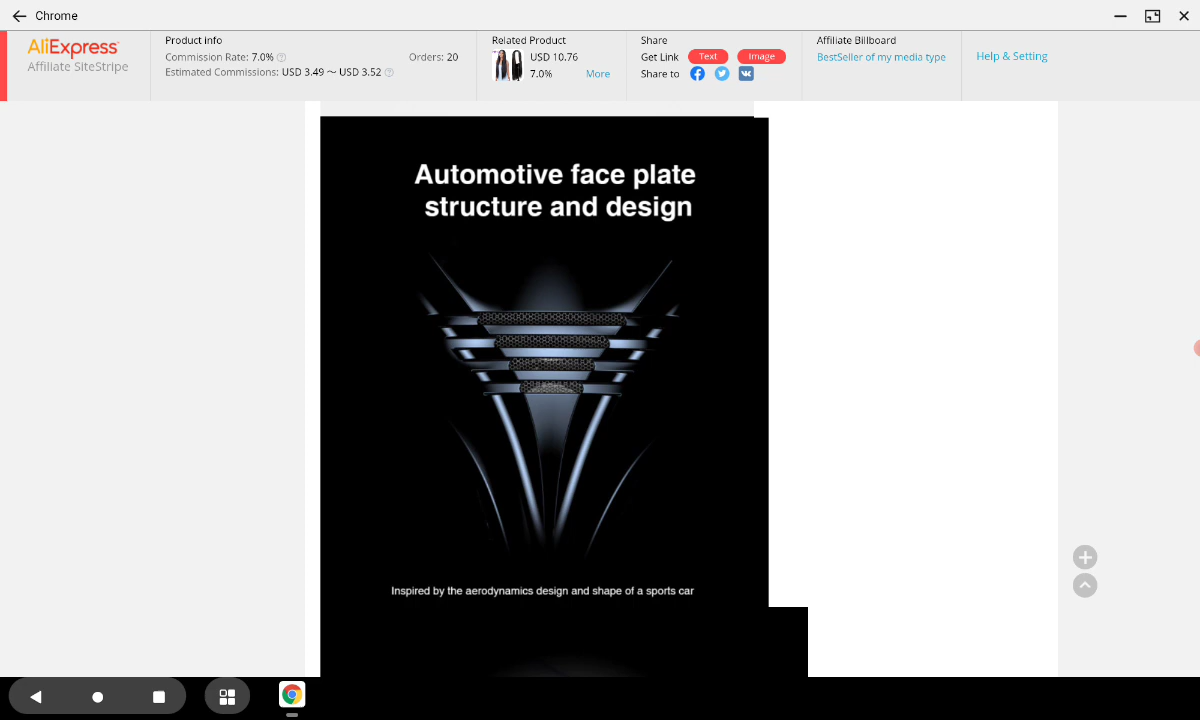 Chrome
AliExpress
Affiliate SiteStripe
Product info
Commission Rate: 7.0% ?
Orders: 20
Estimated Commissions: USD 3.49 ～ USD 3.52 ?
Related Product
USD 10.76
7.0%
More
Share
Get Link Text Image
Share to
Affiliate Billboard
BestSeller of my media type
Help & Setting
Automotive face plate
structure and design
Inspired by the aerodynamics design and shape of a sports car